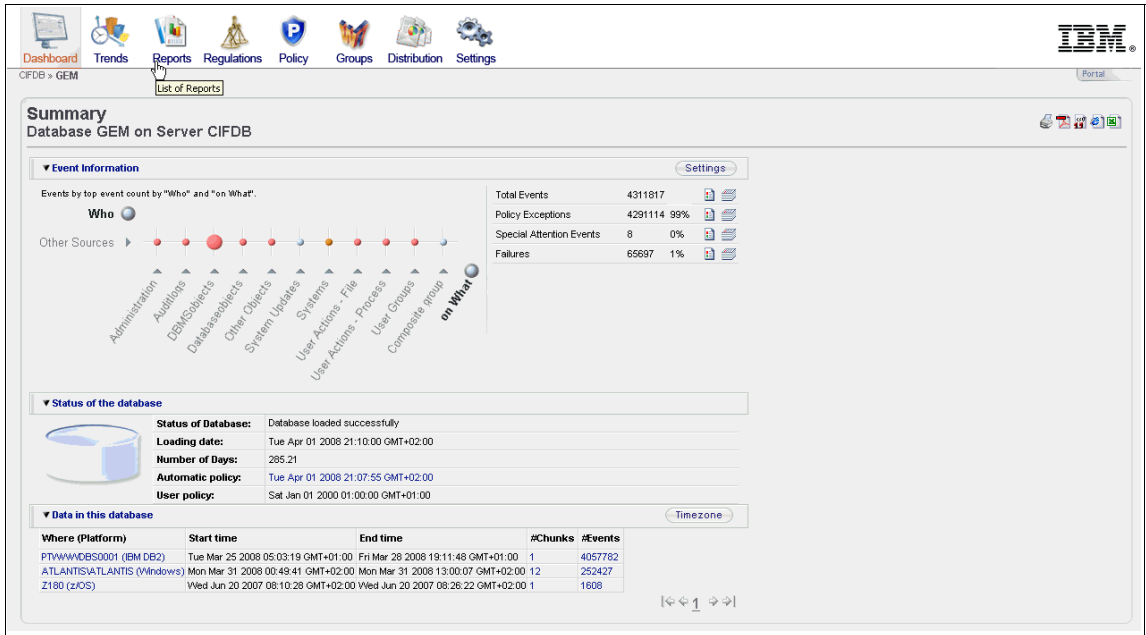 Dashboard Trends Reports Regulations Policy Groups Distribution Settings
IBM®
CIFDB » GEM
Portal
List of Reports
Summary
Database GEM on Server CIFDB
Event Information
Settings
Events by top event count by "Who" and "on What".
Who
Other Sources
Administration
Auditlogs
DBMSobjects
Databaseobjects
Other Objects
System Updates
Systems
User Actions - File
User Actions - Process
User Groups
Composite group
on What
Total Events 4311817
Policy Exceptions 4291114 99%
Special Attention Events 8 0%
Failures 65697 1%
Status of the database
Status of Database: Database loaded successfully
Loading date: Tue Apr 01 2008 21:10:00 GMT+02:00
Number of Days: 285.21
Automatic policy: Tue Apr 01 2008 21:07:55 GMT+02:00
User policy: Sat Jan 01 2000 01:00:00 GMT+01:00
Data in this database
Timezone
Where (Platform) Start time End time #Chunks #Events
PTWWWDBS0001 (IBM DB2) Tue Mar 25 2008 05:03:19 GMT+01:00 Fri Mar 28 2008 19:11:48 GMT+01:00 1 4057782
ATLANTIS\ATLANTIS (Windows) Mon Mar 31 2008 00:49:41 GMT+02:00 Mon Mar 31 2008 13:00:07 GMT+02:00 12 252427
Z180 (z/OS) Wed Jun 20 2007 08:10:28 GMT+02:00 Wed Jun 20 2007 08:26:22 GMT+02:00 1 1608
1